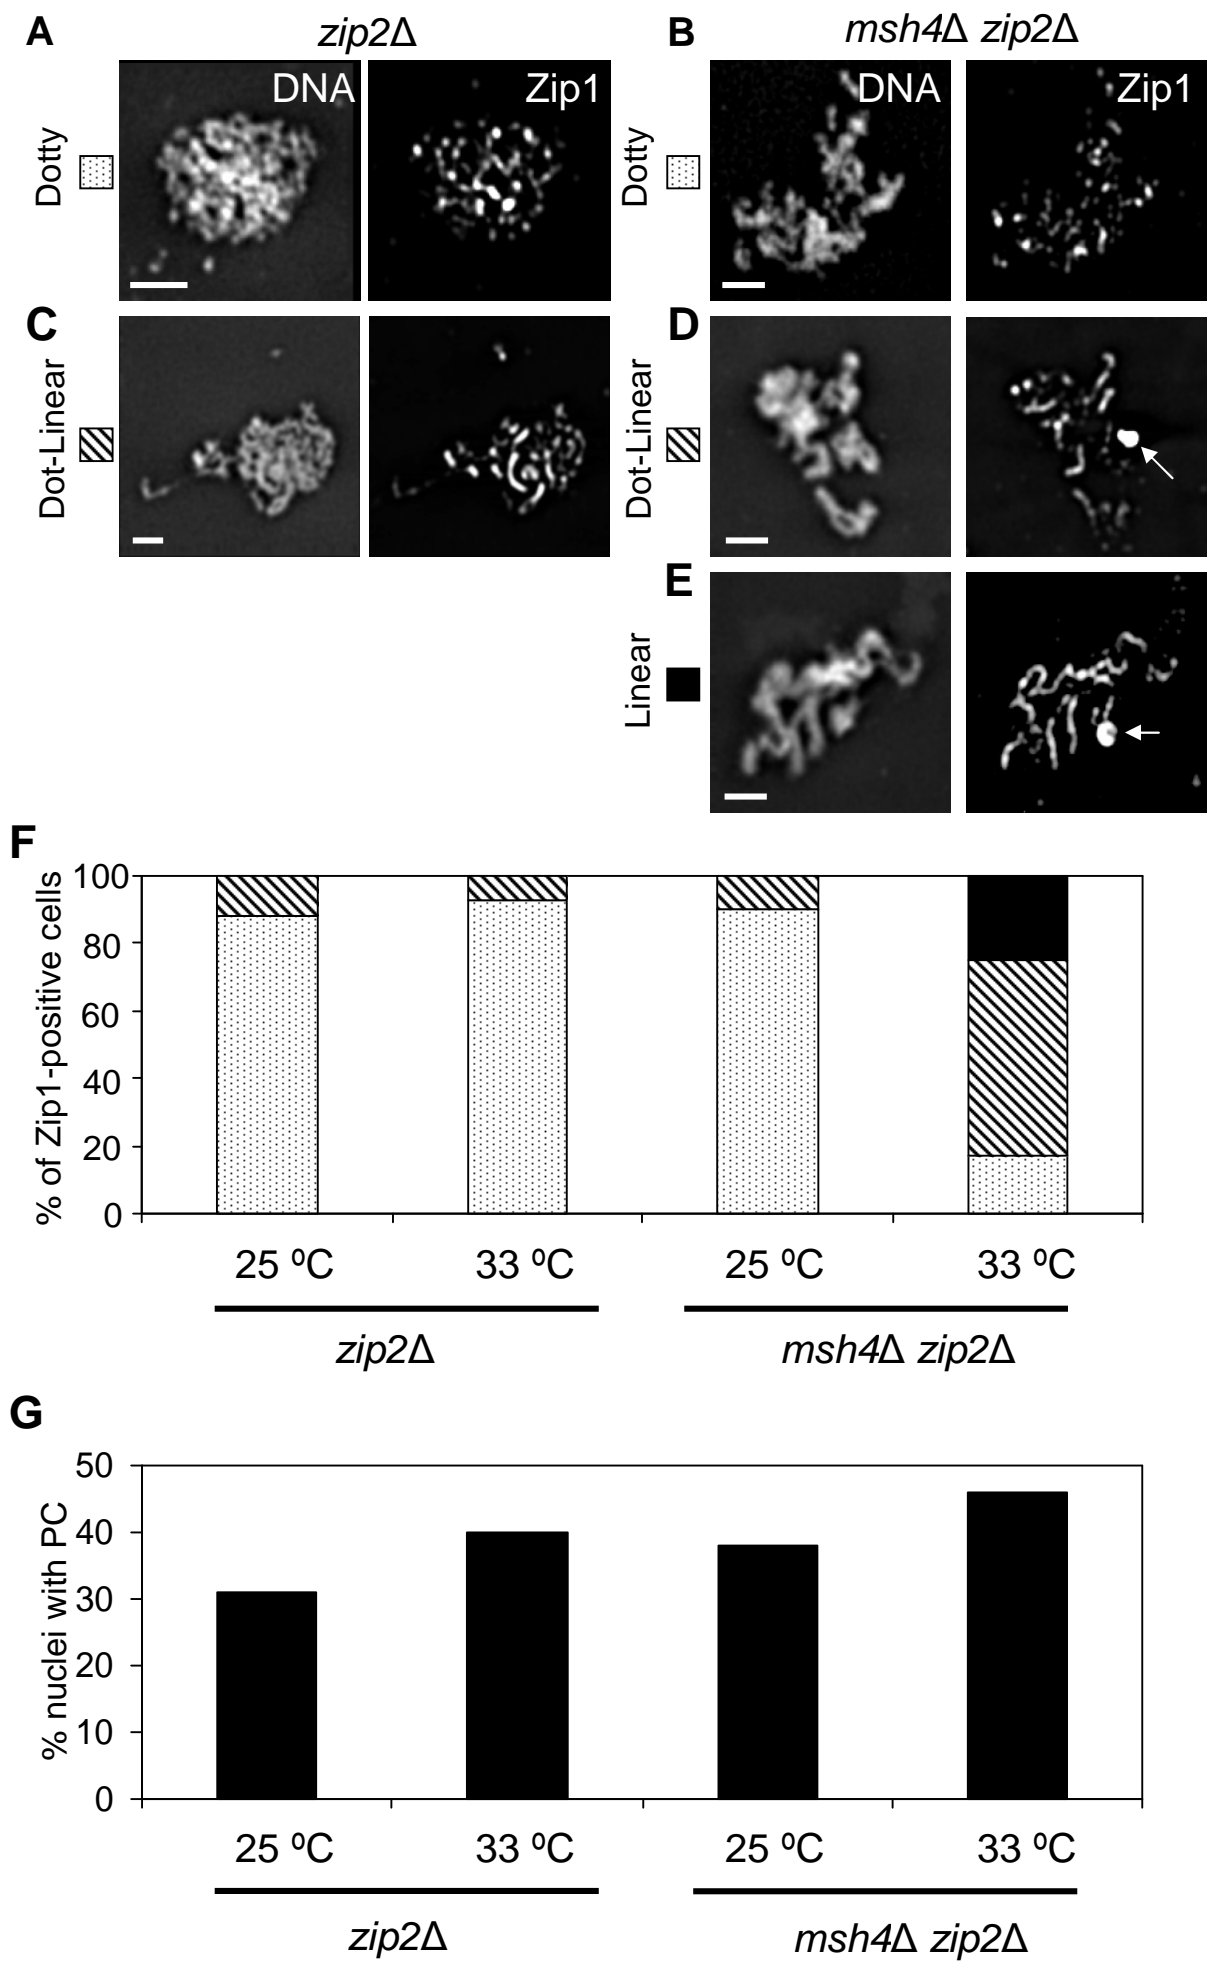 A
zip2Δ
B
msh4Δ zip2Δ
Dotty
DNA
Zip1
Dotty
DNA
Zip1
C
Dot-Linear
D
Dot-Linear
E
Linear
F
% of Zip1-positive cells
100
80
60
40
20
0
25 ºC
33 ºC
25 ºC
33 ºC
zip2Δ
msh4Δ zip2Δ
G
% nuclei with PC
50
40
30
20
10
0
25 ºC
33 ºC
25 ºC
33 ºC
zip2Δ
msh4Δ zip2Δ